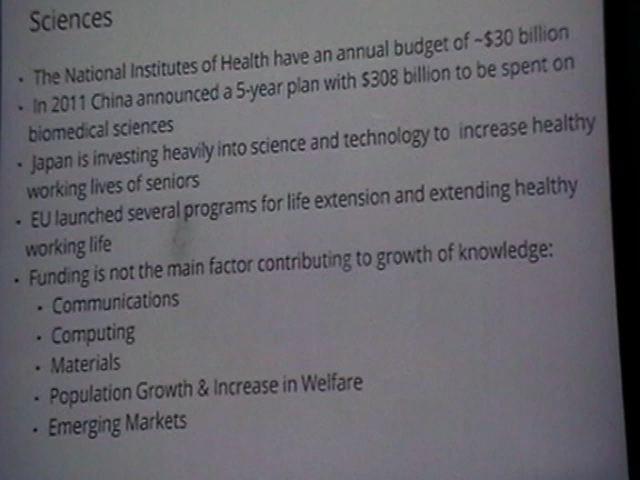 Sciences
• The National Institutes of Health have an annual budget of ~$30 billion
• In 2011 China announced a 5-year plan with $308 billion to be spent on
biomedical sciences
• Japan is investing heavily into science and technology to increase healthy
working lives of seniors
• EU launched several programs for life extension and extending healthy
working life
• Funding is not the main factor contributing to growth of knowledge:
• Communications
• Computing
• Materials
• Population Growth & Increase in Welfare
• Emerging Markets